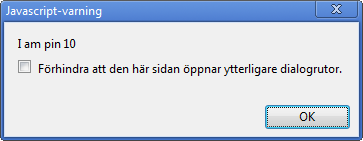 Javascript-varning
I am pin 10
Förhindra att den här sidan öppnar ytterligare dialogrutor.
OK